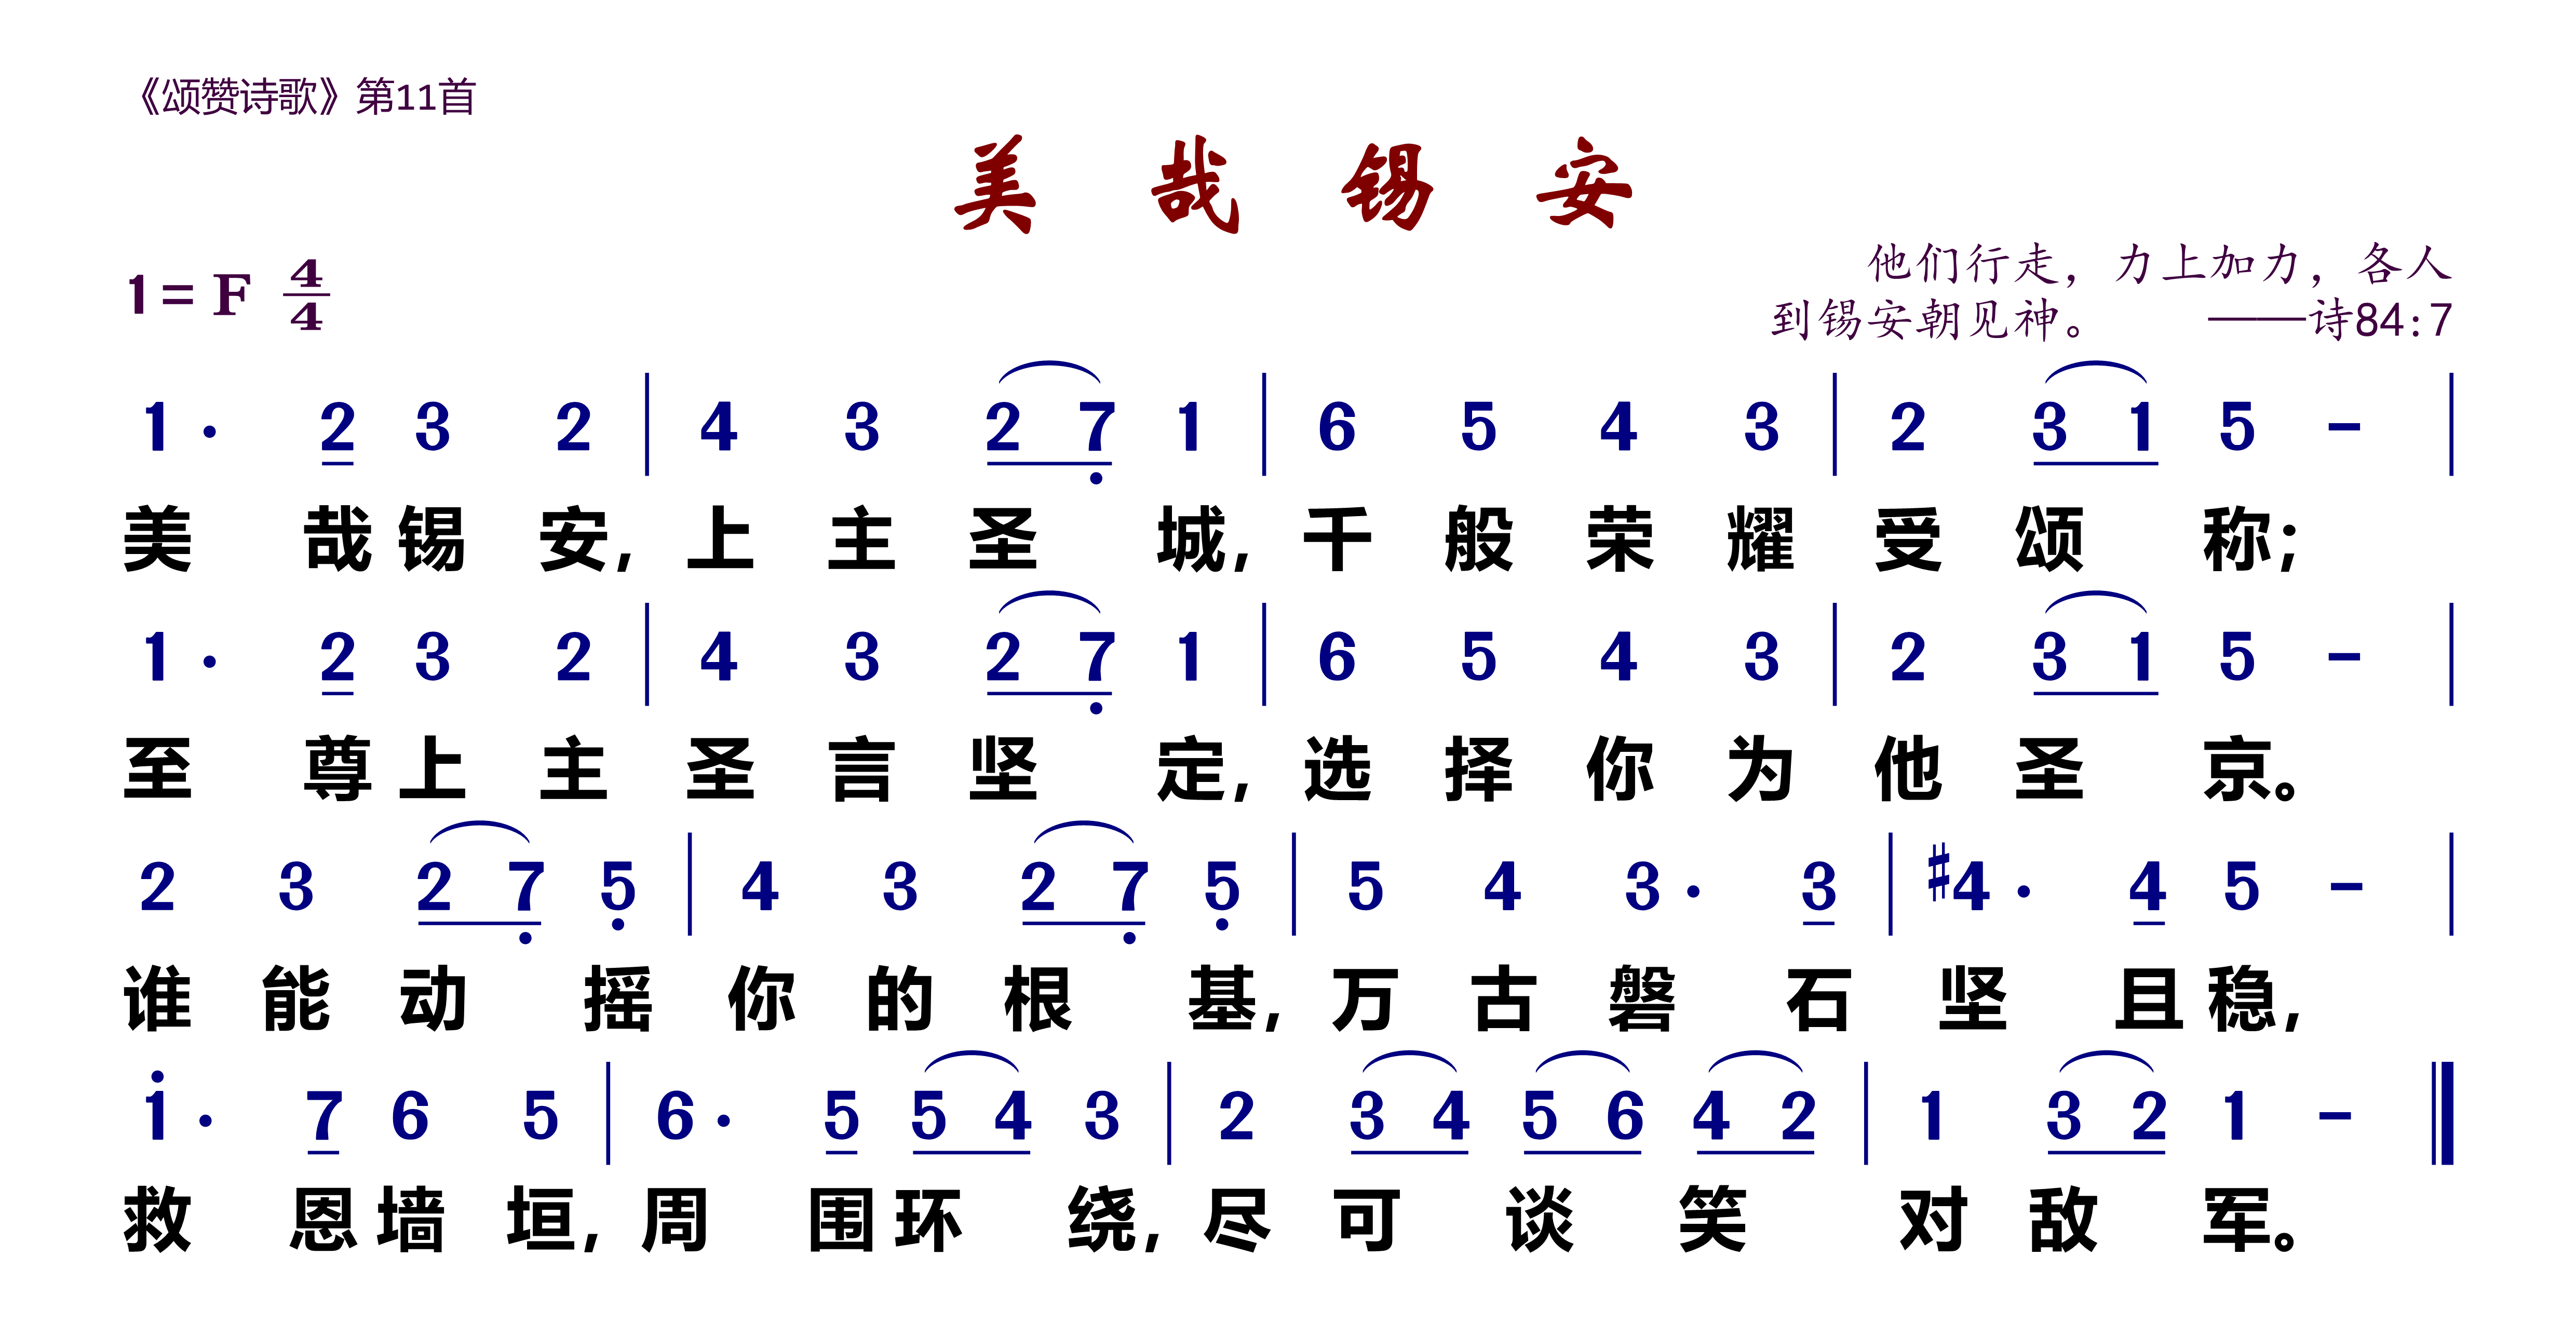 《颂赞诗歌》第11首
美哉锡安
1 = F 4/4
他们行走，力上加力，各人
到锡安朝见神。 ——诗84:7
1 · 2 3 2 | 4 3 2 7̣ 1 | 6 5 4 3 | 2 3 1 5 – |
美哉锡安，上主圣城，千般荣耀受颂称；
1 · 2 3 2 | 4 3 2 7̣ 1 | 6 5 4 3 | 2 3 1 5 – |
至尊上主圣言坚定，选择你为他圣京。
2 3 2 7̣ 5̣ | 4 3 2 7̣ 5̣ | 5 4 3 · 3 | ♯4 · 4 5 – |
谁能动摇你的根基，万古磐石坚且稳，
1̇ · 7 6 5 | 6 · 5 5 4 3 | 2 3 4 5 6 4 2 | 1 3 2 1 – ‖
救恩墙垣，周围环绕，尽可谈笑对敌军。